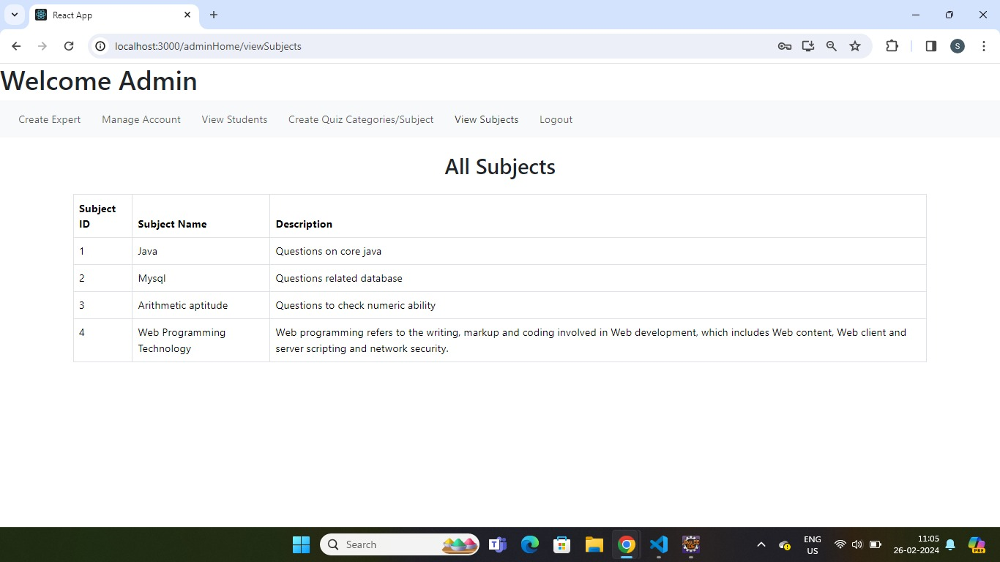 React App
localhost:3000/adminHome/viewSubjects
S
Welcome Admin
Create Expert Manage Account View Students Create Quiz Categories/Subject View Subjects Logout
All Subjects
Subject
ID Subject Name Description
1 Java Questions on core java
2 Mysql Questions related database
3 Arithmetic aptitude Questions to check numeric ability
4 Web Programming Web programming refers to the writing, markup and coding involved in Web development, which includes Web content, Web client and
Technology server scripting and network security.
Search
ENG 11:05
US 26-02-2024
PRE